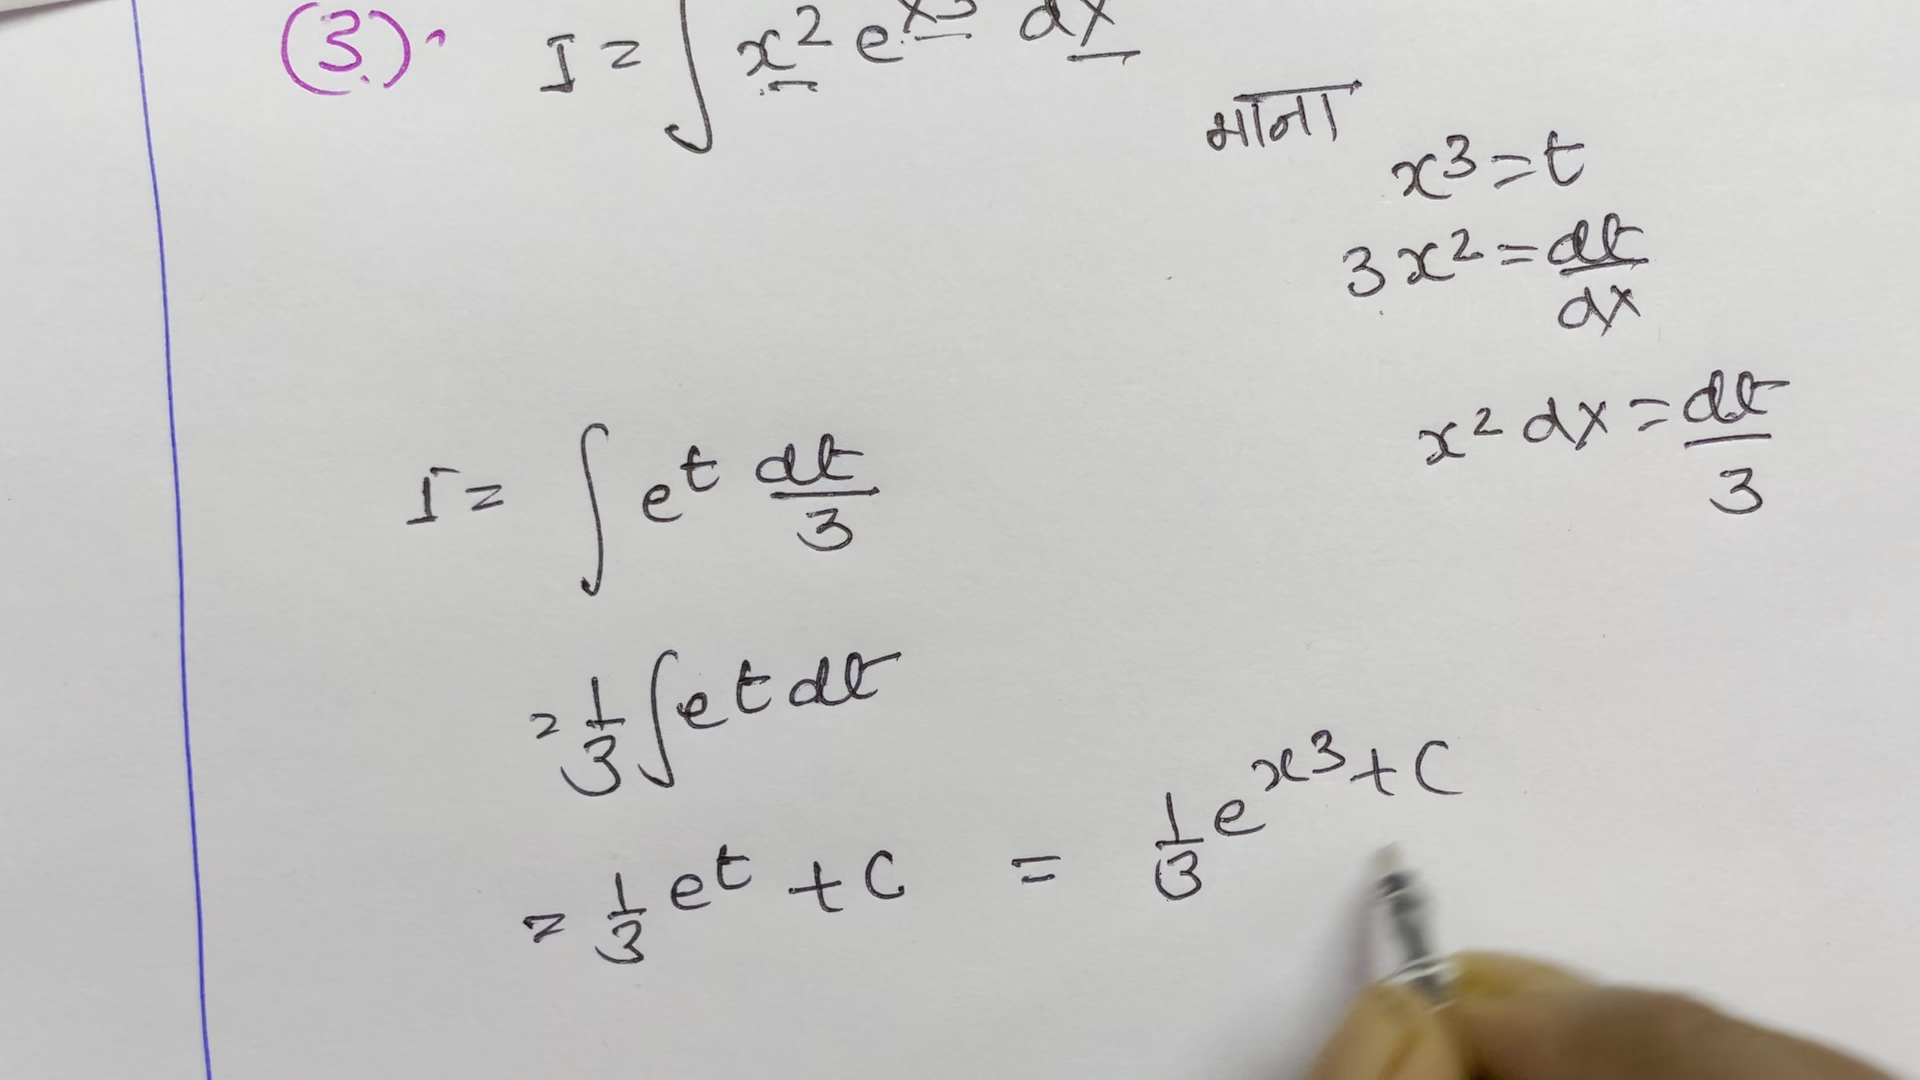 (3). I = ∫ x² e^x³ dx
माना
x³ = t
3x² = dt/dx
x² dx = dt/3
I = ∫ e^t dt/3
= 1/3 ∫ e^t dt
= 1/3 e^t + C = 1/3 e^x³ + C